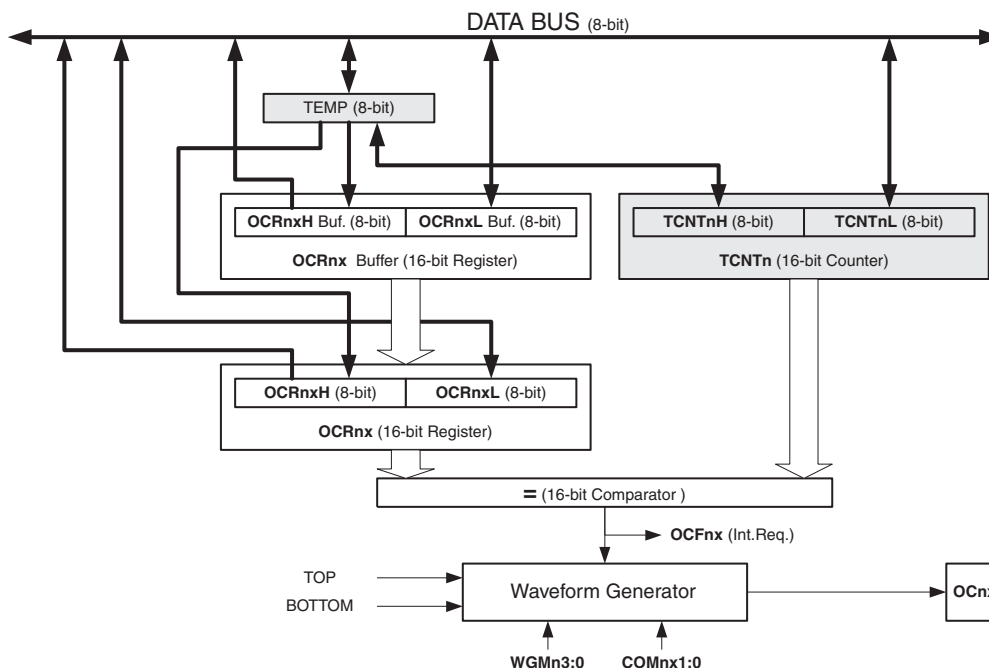 DATA BUS (8-bit)
TEMP (8-bit)
OCRnxH Buf. (8-bit) OCRnxL Buf. (8-bit)
OCRnx Buffer (16-bit Register)
TCNTnH (8-bit) TCNTnL (8-bit)
TCNTn (16-bit Counter)
OCRnxH (8-bit) OCRnxL (8-bit)
OCRnx (16-bit Register)
= (16-bit Comparator )
OCFnx (Int.Req.)
TOP
BOTTOM
Waveform Generator
OCnx
WGMn3:0 COMnx1:0